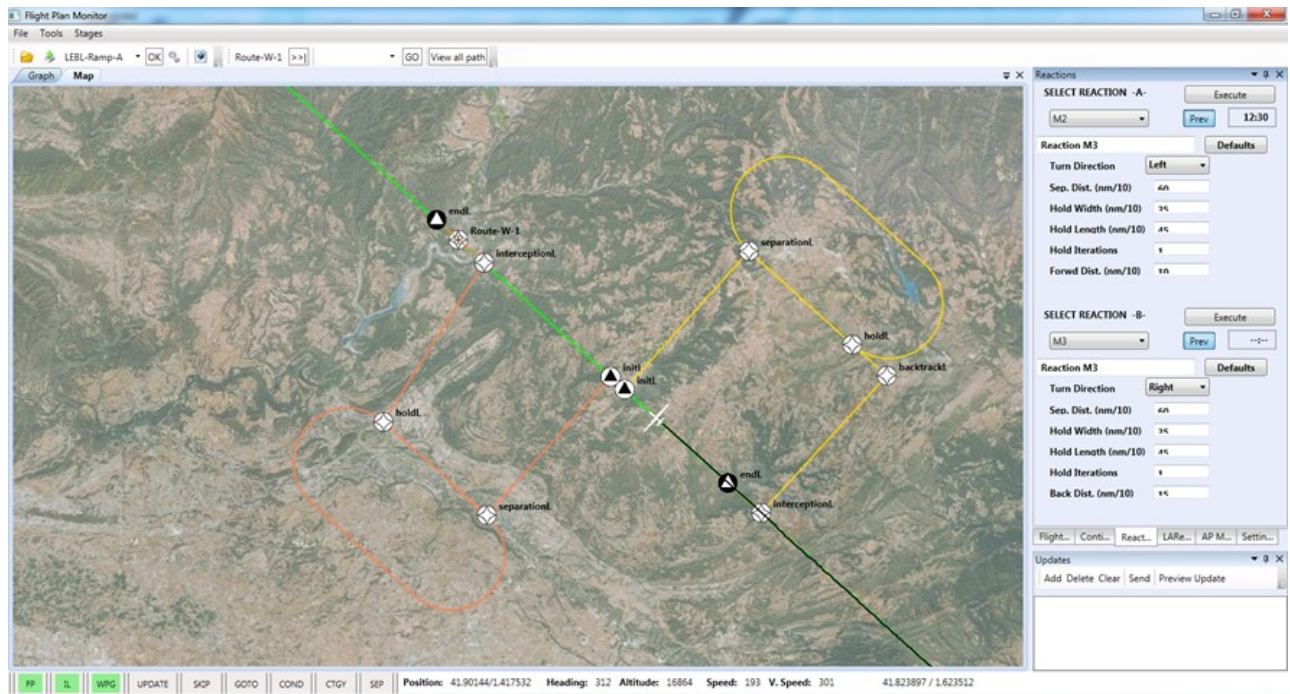 Flight Plan Monitor
File Tools Stages
LEBL-Ramp-A OK Route-W-1 >>| GO View all path
Graph Map
endL
Route-W-1
interceptionL
separationL
holdL
backtrackL
initL
initL
holdL
endL
separationL
interceptionL
Reactions
SELECT REACTION -A- Execute
M2 Prev 12:30
Reaction M3 Defaults
Turn Direction Left
Sep. Dist. (nm/10) 60
Hold Width (nm/10) 35
Hold Length (nm/10) 45
Hold Iterations 1
Forwd Dist. (nm/10) 10
SELECT REACTION -B- Execute
M3 Prev --:--
Reaction M3 Defaults
Turn Direction Right
Sep. Dist. (nm/10) 60
Hold Width (nm/10) 35
Hold Length (nm/10) 45
Hold Iterations 1
Back Dist. (nm/10) 15
Flight... Conti... React... LARe... AP M... Settin...
Updates
Add Delete Clear Send Preview Update
FP IL WPG UPDATE SKIP GOTO COND CTGY SEP Position: 41.90144/1.417532 Heading: 312 Altitude: 16864 Speed: 193 V. Speed: 301 41.823897 / 1.623512